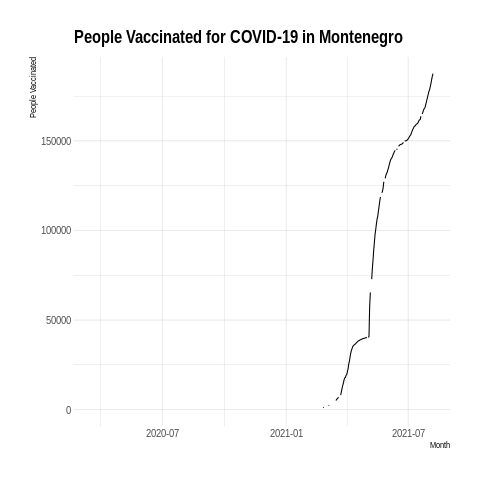 People Vaccinated for COVID-19 in Montenegro
People Vaccinated
150000
100000
50000
0
2020-07
2021-01
2021-07
Month